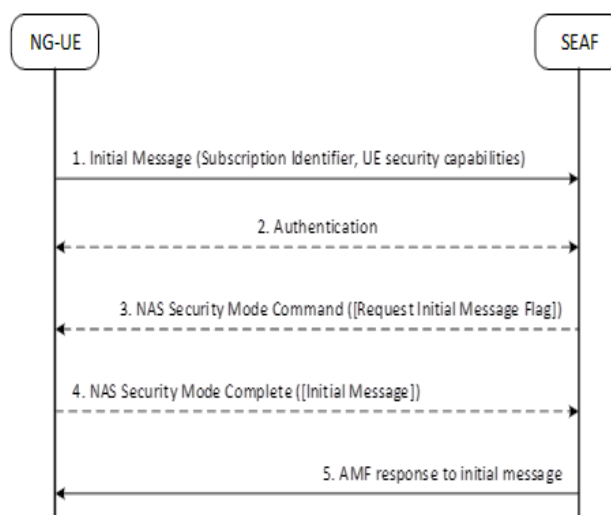 NG-UE
SEAF
1. Initial Message (Subscription Identifier, UE security capabilities)
2. Authentication
3. NAS Security Mode Command ([Request Initial Message Flag])
4. NAS Security Mode Complete ([Initial Message])
5. AMF response to initial message